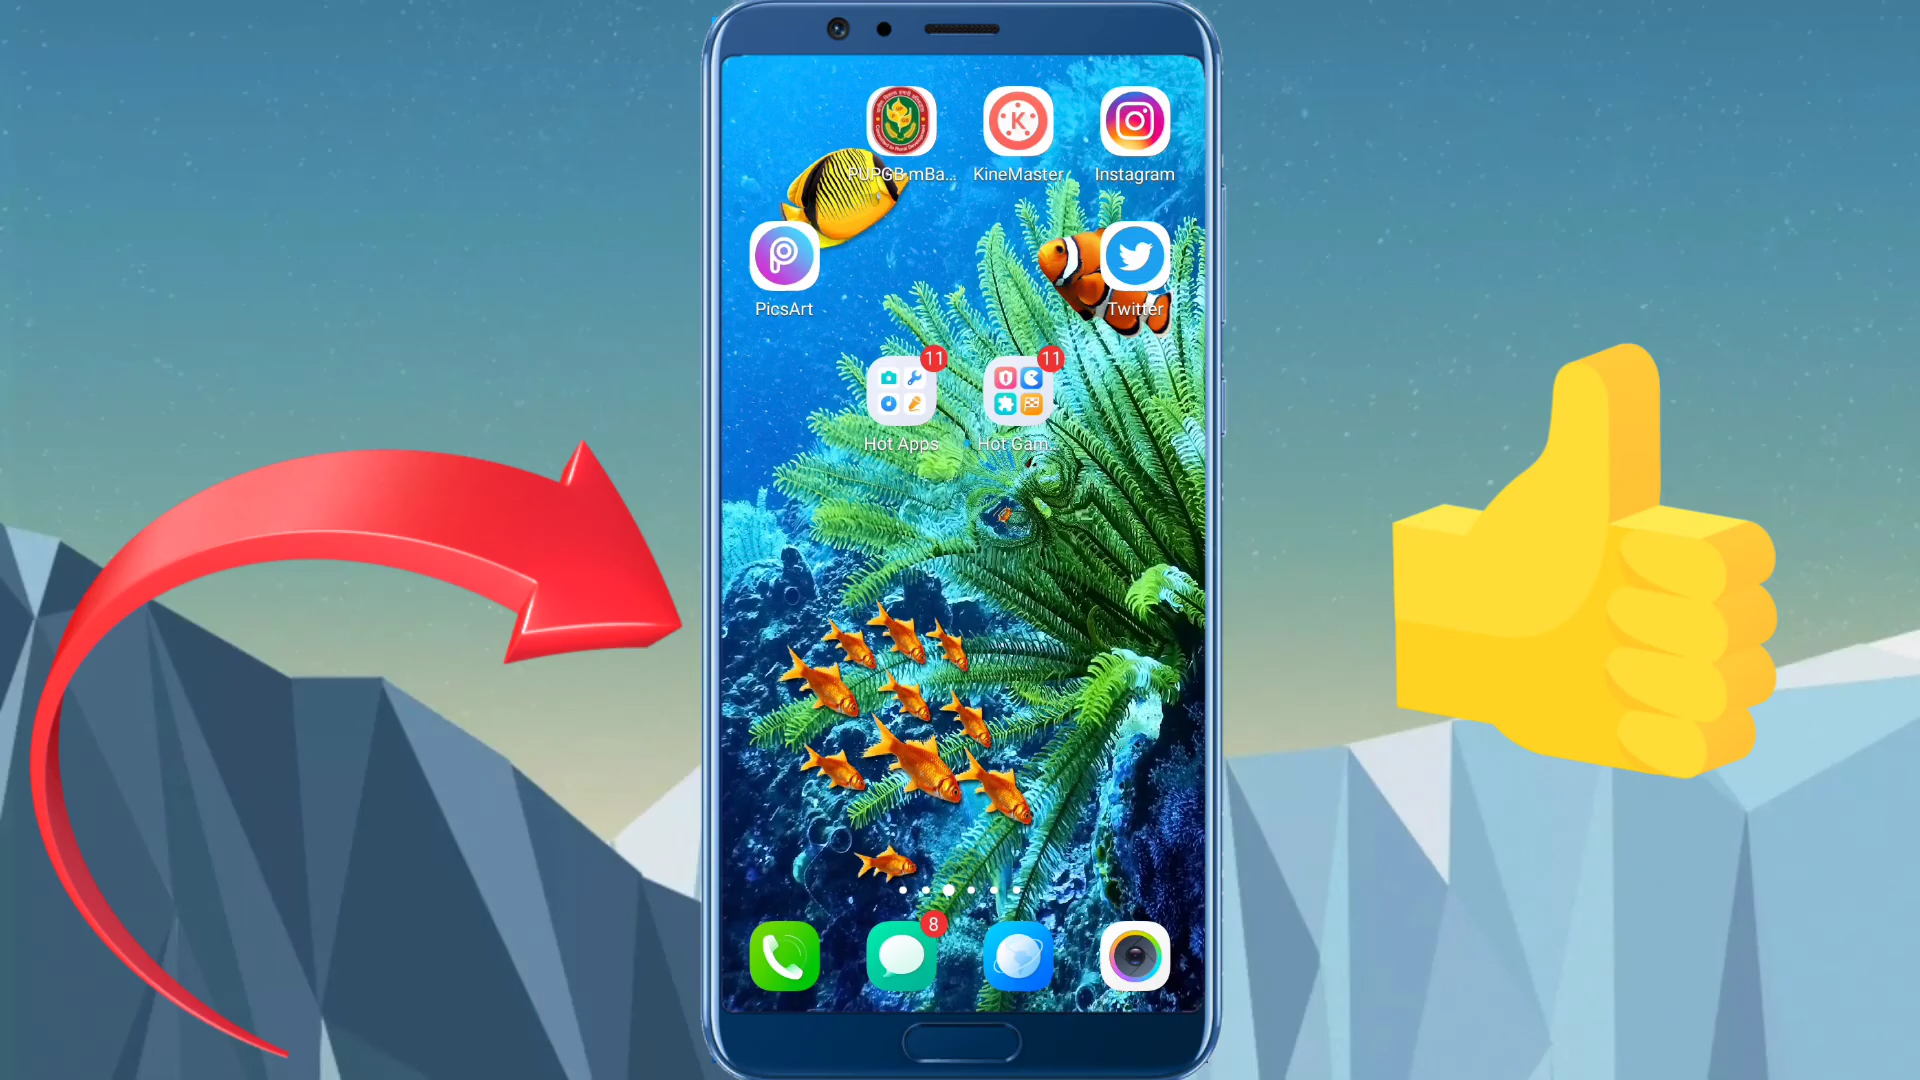 PUPGB mBa...
KineMaster
Instagram
PicsArt
Twitter
11
11
Hot Apps
Hot Gam...
8